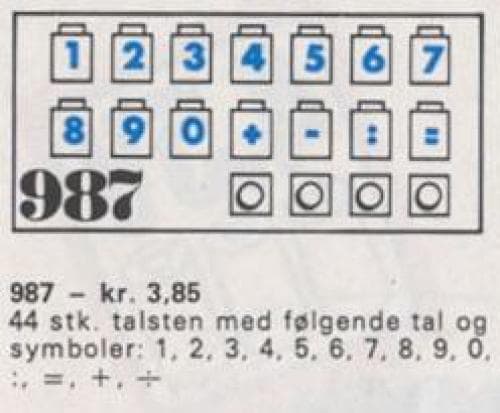 1 2 3 4 5 6 7
8 9 0 + - : =
987
987 – kr. 3,85
44 stk. talsten med følgende tal og
symboler: 1, 2, 3, 4, 5, 6, 7, 8, 9, 0,
:, =, +, ÷